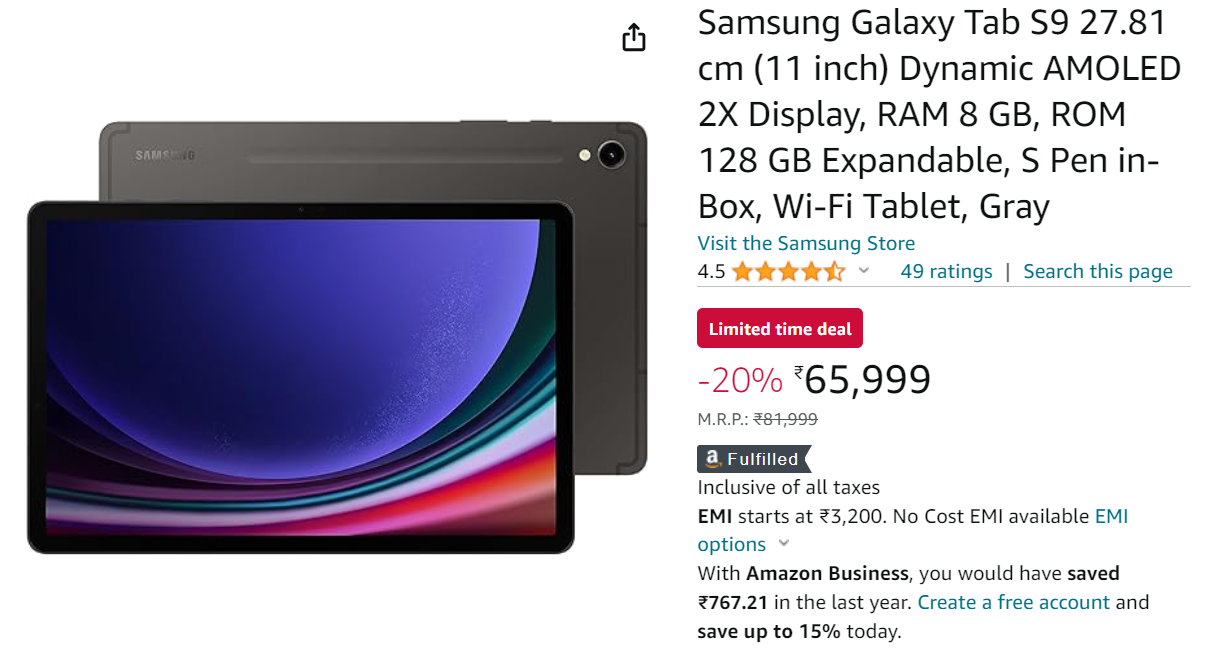 SAMSUNG
Samsung Galaxy Tab S9 27.81
cm (11 inch) Dynamic AMOLED
2X Display, RAM 8 GB, ROM
128 GB Expandable, S Pen in-
Box, Wi-Fi Tablet, Gray
Visit the Samsung Store
4.5 49 ratings | Search this page
Limited time deal
-20% ₹65,999
M.R.P.: ₹81,999
a Fulfilled
Inclusive of all taxes
EMI starts at ₹3,200. No Cost EMI available EMI
options
With Amazon Business, you would have saved
₹767.21 in the last year. Create a free account and
save up to 15% today.